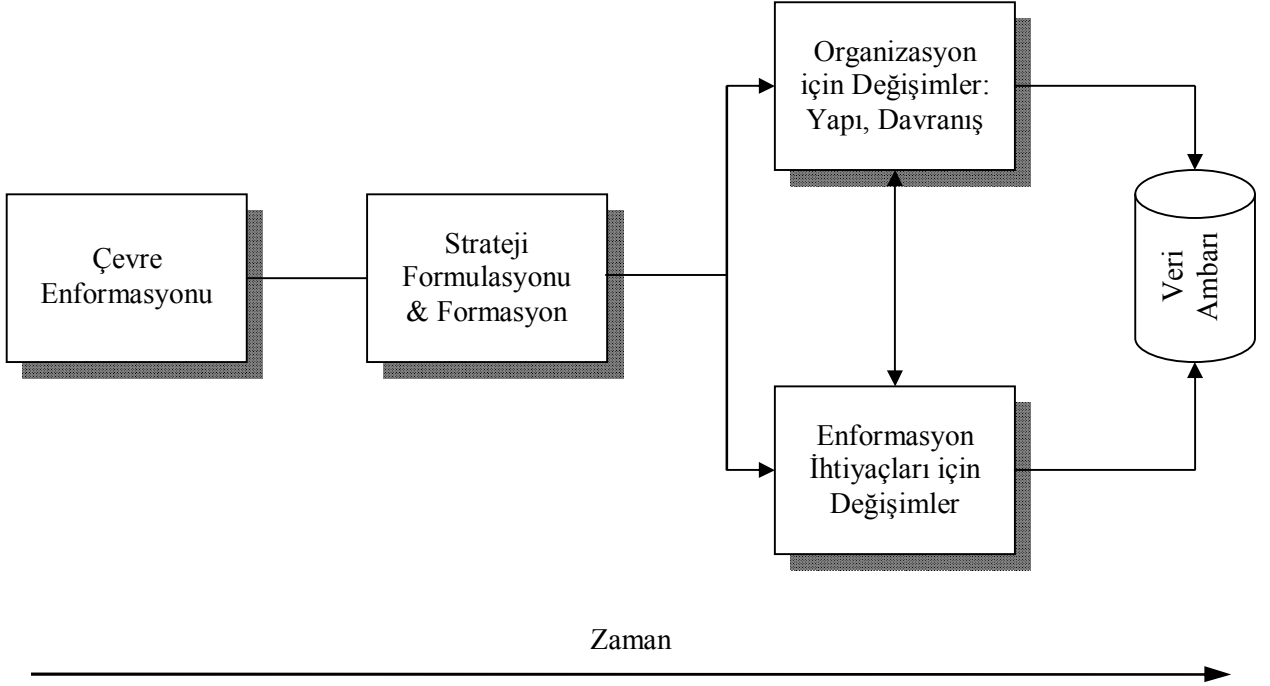 Organizasyon
için Değişimler:
Yapı, Davranış
Çevre
Enformasyonu
Strateji
Formulasyonu
& Formasyon
Veri
Ambarı
Enformasyon
İhtiyaçları için
Değişimler
Zaman